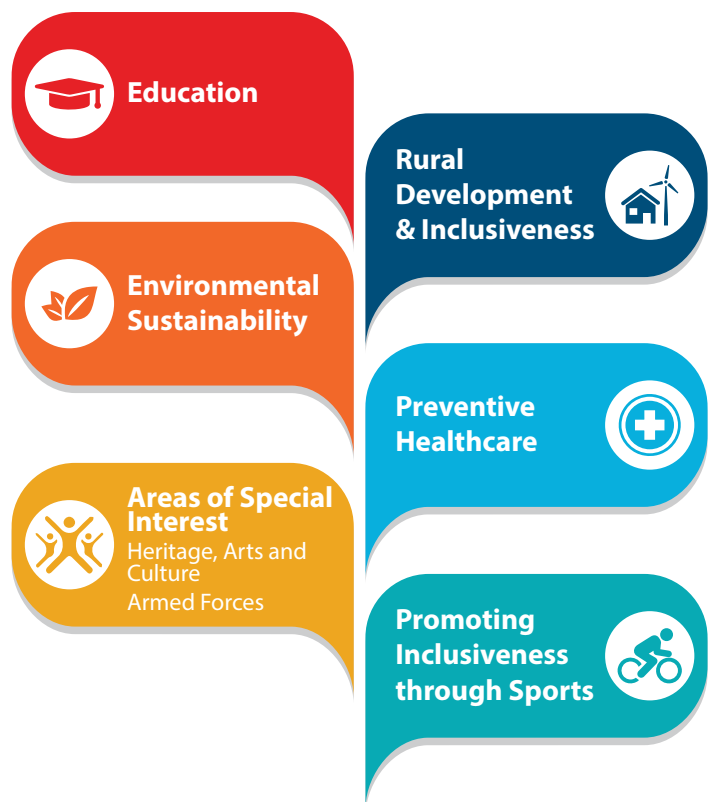 Education
Rural
Development
& Inclusiveness
Environmental
Sustainability
Preventive
Healthcare
Areas of Special
Interest
Heritage, Arts and
Culture
Armed Forces
Promoting
Inclusiveness
through Sports